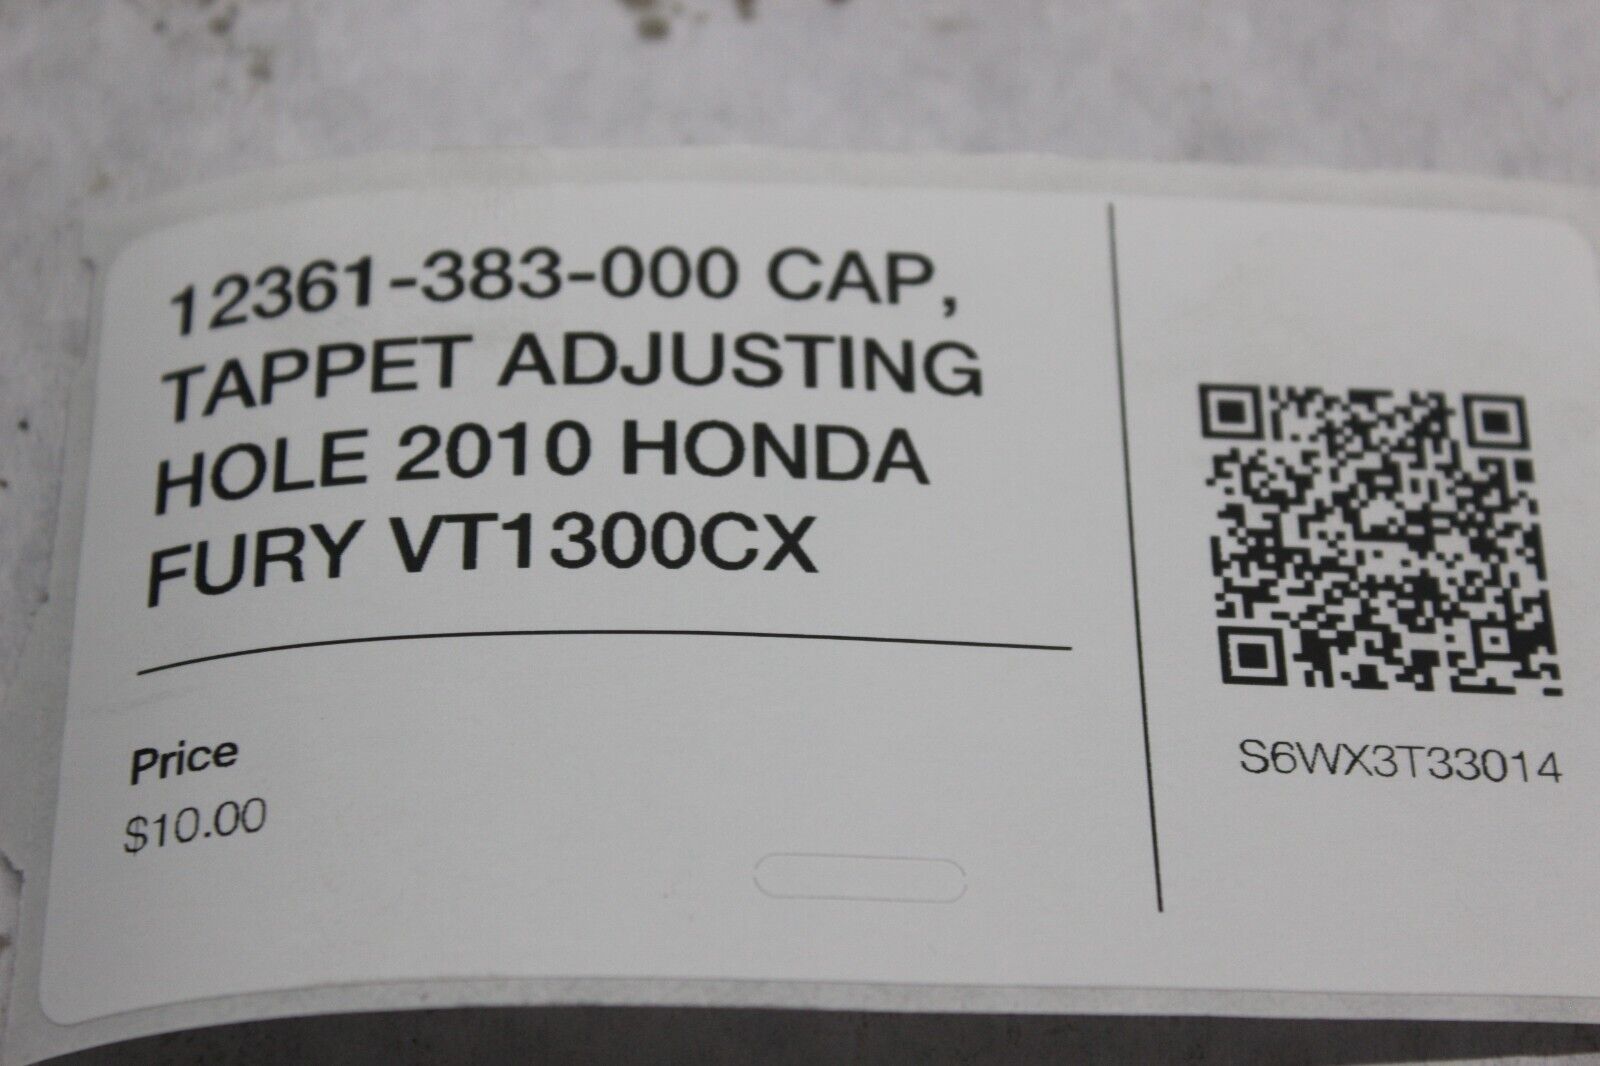 12361-383-000 CAP,
TAPPET ADJUSTING
HOLE 2010 HONDA
FURY VT1300CX
Price
$10.00
S6WX3T33014